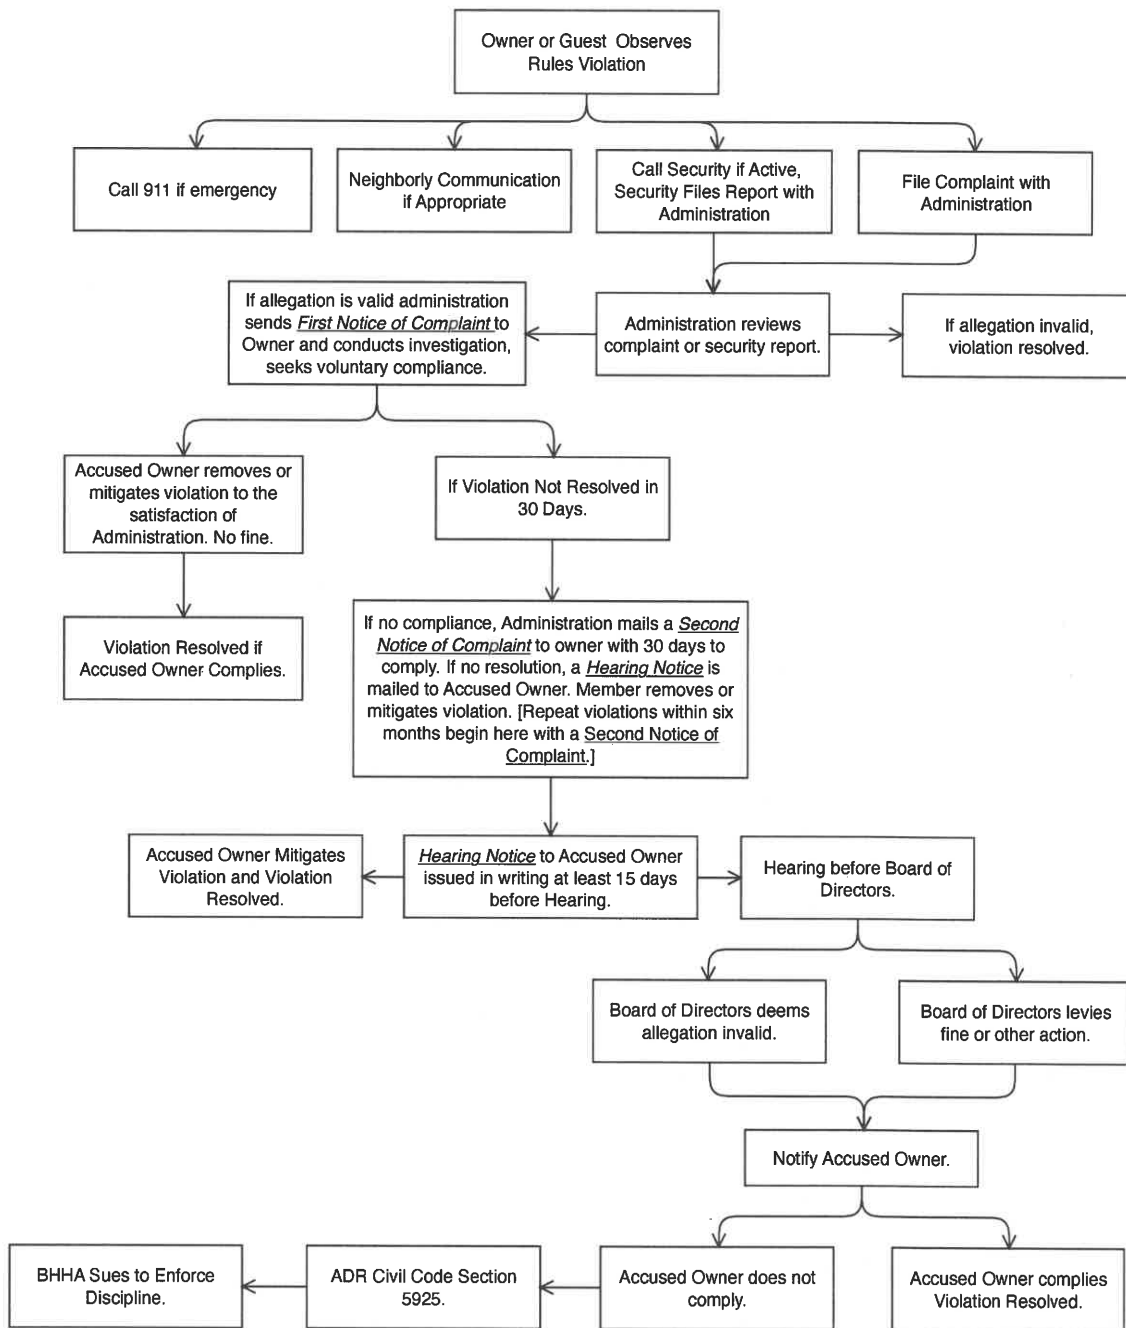 Owner or Guest Observes
Rules Violation
Call 911 if emergency
Neighborly Communication
if Appropriate
Call Security if Active,
Security Files Report with
Administration
File Complaint with
Administration
If allegation is valid administration
sends First Notice of Complaint to
Owner and conducts investigation,
seeks voluntary compliance.
Administration reviews
complaint or security report.
If allegation invalid,
violation resolved.
Accused Owner removes or
mitigates violation to the
satisfaction of
Administration. No fine.
If Violation Not Resolved in
30 Days.
Violation Resolved if
Accused Owner Complies.
If no compliance, Administration mails a Second
Notice of Complaint to owner with 30 days to
comply. If no resolution, a Hearing Notice is
mailed to Accused Owner. Member removes or
mitigates violation. [Repeat violations within six
months begin here with a Second Notice of
Complaint.]
Accused Owner Mitigates
Violation and Violation
Resolved.
Hearing Notice to Accused Owner
issued in writing at least 15 days
before Hearing.
Hearing before Board of
Directors.
Board of Directors deems
allegation invalid.
Board of Directors levies
fine or other action.
Notify Accused Owner.
BHHA Sues to Enforce
Discipline.
ADR Civil Code Section
5925.
Accused Owner does not
comply.
Accused Owner complies
Violation Resolved.